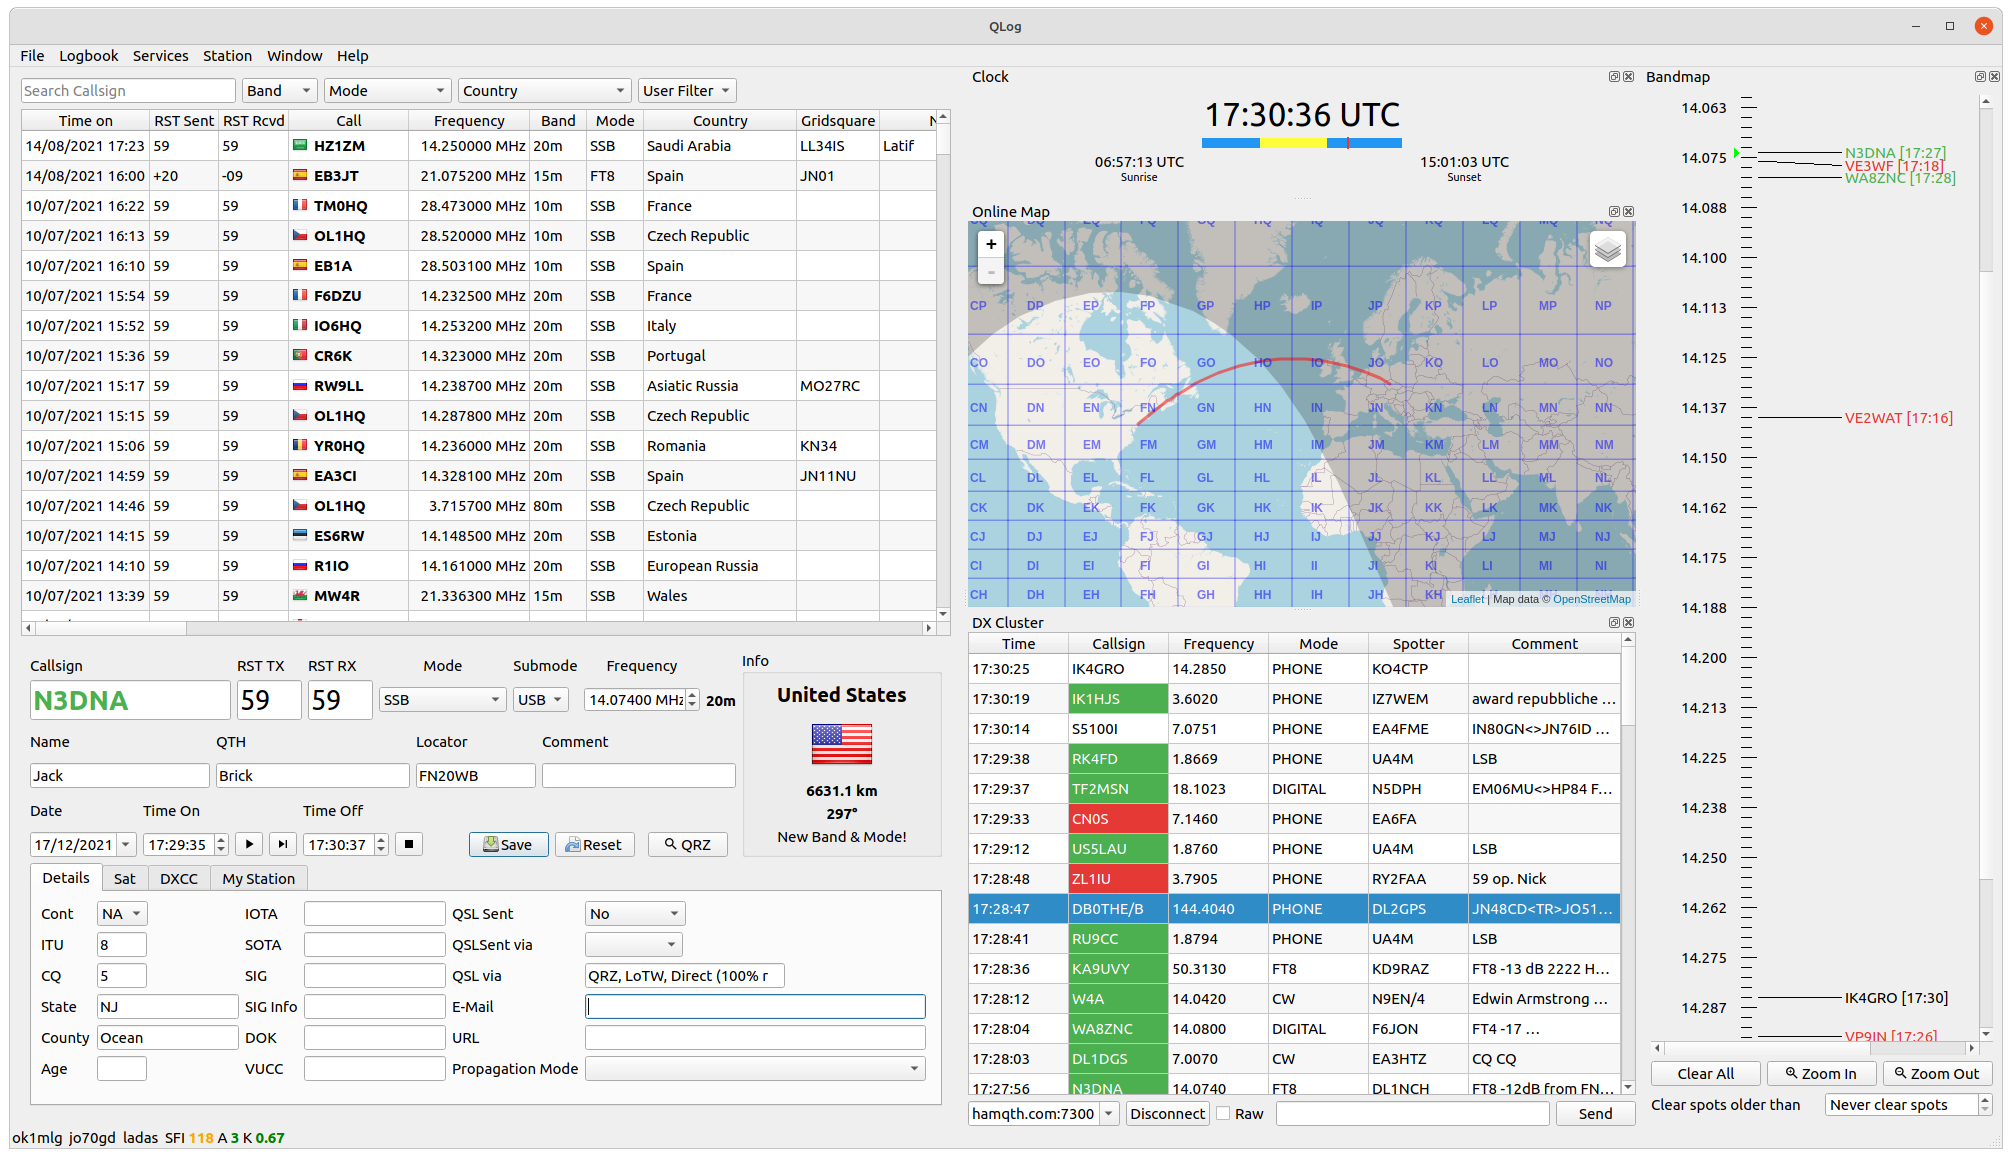 QLog
File Logbook Services Station Window Help
Search Callsign Band Mode Country User Filter
Time on RST Sent RST Rcvd Call Frequency Band Mode Country Gridsquare
14/08/2021 17:23 59 59 HZ1ZM 14.250000 MHz 20m SSB Saudi Arabia LL34IS Latif
14/08/2021 16:00 +20 -09 EB3JT 21.075200 MHz 15m FT8 Spain JN01
10/07/2021 16:22 59 59 TM0HQ 28.473000 MHz 10m SSB France
10/07/2021 16:13 59 59 OL1HQ 28.520000 MHz 10m SSB Czech Republic
10/07/2021 16:10 59 59 EB1A 28.503100 MHz 10m SSB Spain
10/07/2021 15:54 59 59 F6DZU 14.232500 MHz 20m SSB France
10/07/2021 15:52 59 59 IO6HQ 14.253200 MHz 20m SSB Italy
10/07/2021 15:36 59 59 CR6K 14.323000 MHz 20m SSB Portugal
10/07/2021 15:17 59 59 RW9LL 14.238700 MHz 20m SSB Asiatic Russia MO27RC
10/07/2021 15:15 59 59 OL1HQ 14.287800 MHz 20m SSB Czech Republic
10/07/2021 15:06 59 59 YR0HQ 14.236000 MHz 20m SSB Romania KN34
10/07/2021 14:59 59 59 EA3CI 14.328100 MHz 20m SSB Spain JN11NU
10/07/2021 14:46 59 59 OL1HQ 3.715700 MHz 80m SSB Czech Republic
10/07/2021 14:15 59 59 ES6RW 14.148500 MHz 20m SSB Estonia
10/07/2021 14:10 59 59 R1IO 14.161000 MHz 20m SSB European Russia
10/07/2021 13:39 59 59 MW4R 21.336300 MHz 15m SSB Wales
Callsign RST TX RST RX Mode Submode Frequency
N3DNA 59 59 SSB USB 14.07400 MHz 20m
Name QTH Locator Comment
Jack Brick FN20WB
Date Time On Time Off
17/12/2021 17:29:35 17:30:37 Save Reset QRZ
Info
United States
6631.1 km
297°
New Band & Mode!
Details Sat DXCC My Station
Cont NA IOTA QSL Sent No
ITU 8 SOTA QSLSent via
CQ 5 SIG QSL via QRZ, LoTW, Direct (100% r
State NJ SIG Info E-Mail
County Ocean DOK URL
Age VUCC Propagation Mode
ok1mlg jo70gd ladas SFI 118 A 3 K 0.67
Clock
17:30:36 UTC
06:57:13 UTC 15:01:03 UTC
Sunrise Sunset
Online Map
+
-
CP DP EP FP GP HP IP JP KP LP MP NP
CO DO EO FO GO HO IO JO KO LO MO NO
CN DN EN FN GN HN IN JN KN LN MN NN
CM DM EM FM GM HM IM JM KM LM MM NM
CL DL EL FL GL HL IL JL KL LL ML NL
CK DK EK FK GK HK IK JK KK LK MK NK
CJ DJ EJ FJ GJ HJ IJ JJ KJ LJ MJ NJ
CI DI EI FI GI HI II JI KI LI MI NI
CH DH EH FH GH HH IH JH KH
Leaflet | Map data © OpenStreetMap
DX Cluster
Time Callsign Frequency Mode Spotter Comment
17:30:25 IK4GRO 14.2850 PHONE KO4CTP
17:30:19 IK1HJS 3.6020 PHONE IZ7WEM award repubbliche ...
17:30:14 S5100I 7.0751 PHONE EA4FME IN80GN<>JN76ID ...
17:29:38 RK4FD 1.8669 PHONE UA4M LSB
17:29:37 TF2MSN 18.1023 DIGITAL N5DPH EM06MU<>HP84 F...
17:29:33 CN0S 7.1460 PHONE EA6FA
17:29:12 US5LAU 1.8760 PHONE UA4M LSB
17:28:48 ZL1IU 3.7905 PHONE RY2FAA 59 op. Nick
17:28:47 DB0THE/B 144.4040 PHONE DL2GPS JN48CD<TR>JO51...
17:28:41 RU9CC 1.8794 PHONE UA4M LSB
17:28:36 KA9UVY 50.3130 FT8 KD9RAZ FT8 -13 dB 2222 H...
17:28:12 W4A 14.0420 CW N9EN/4 Edwin Armstrong ...
17:28:04 WA8ZNC 14.0800 DIGITAL F6JON FT4 -17 ...
17:28:03 DL1DGS 7.0070 CW EA3HTZ CQ CQ
17:27:56 N3DNA 14.0740 FT8 DL1NCH FT8 -12dB from FN...
hamqth.com:7300 Disconnect Raw Send
Bandmap
14.063
N3DNA [17:27]
14.075
VE3WF [17:18]
WA8ZNC [17:28]
14.088
14.100
14.113
14.125
14.137
VE2WAT [17:16]
14.150
14.162
14.175
14.188
14.200
14.213
14.225
14.238
14.250
14.262
14.275
IK4GRO [17:30]
14.287
VP9IN [17:26]
Clear All Zoom In Zoom Out
Clear spots older than Never clear spots